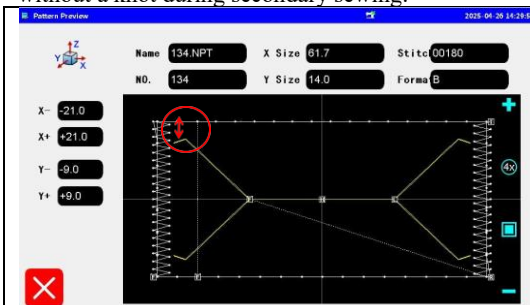 without a knot during secondary sewing.
Pattern Preview 2025-04-26 14:29:5
Z
Y X
Name 134.NPT X Size 61.7 Stitc 00180
NO. 134 Y Size 14.0 Forma B
X- -21.0
X+ +21.0
Y- -9.0
Y+ +9.0
4X